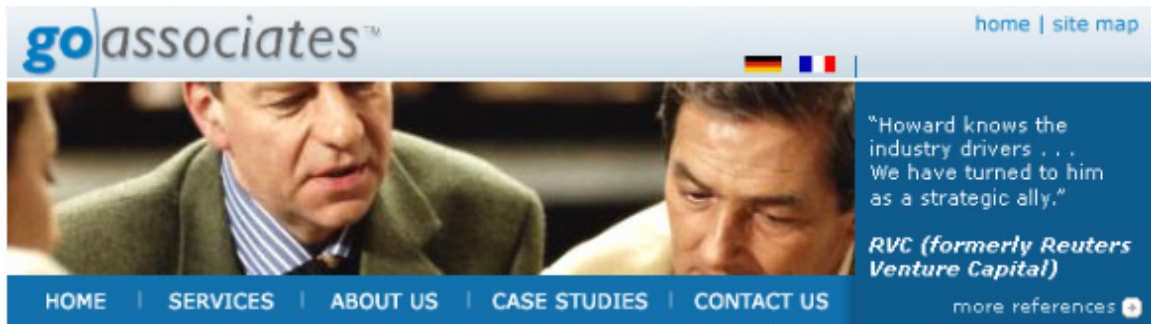 go associates™
home | site map
"Howard knows the
industry drivers . . .
We have turned to him
as a strategic ally."
RVC (formerly Reuters
Venture Capital)
more references
HOME | SERVICES | ABOUT US | CASE STUDIES | CONTACT US